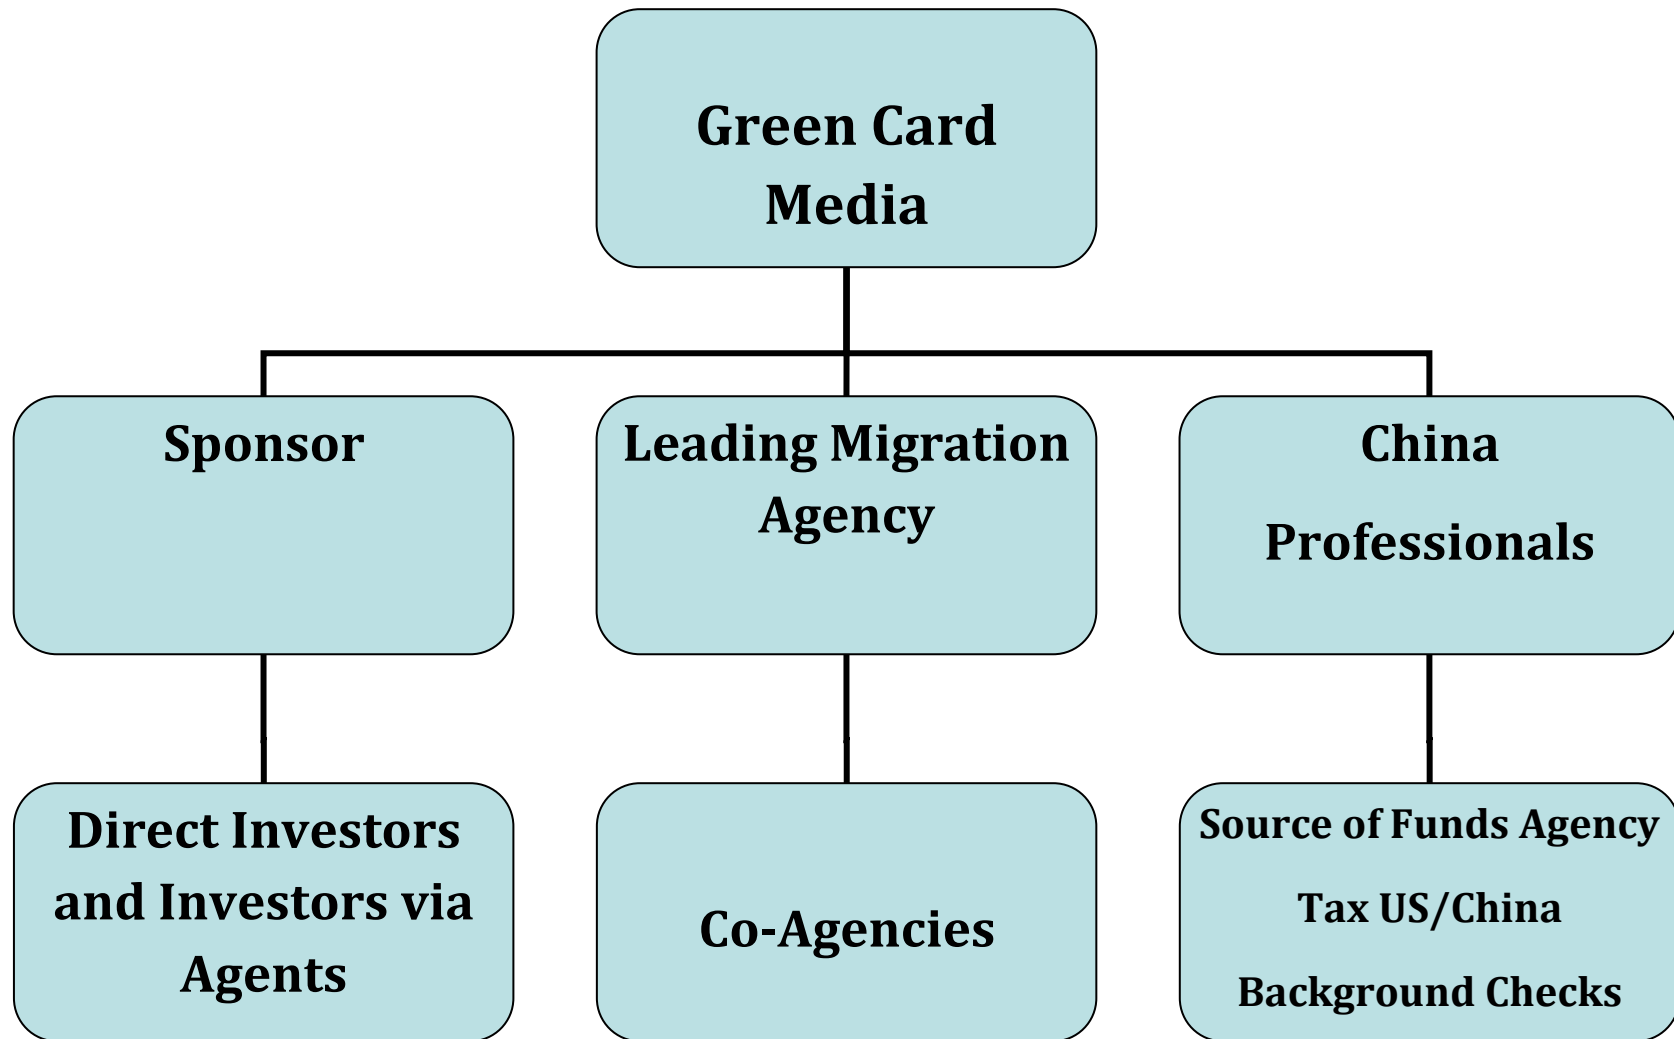 Green Card
Media
Sponsor
Leading Migration
Agency
China
Professionals
Direct Investors
and Investors via
Agents
Co-Agencies
Source of Funds Agency
Tax US/China
Background Checks